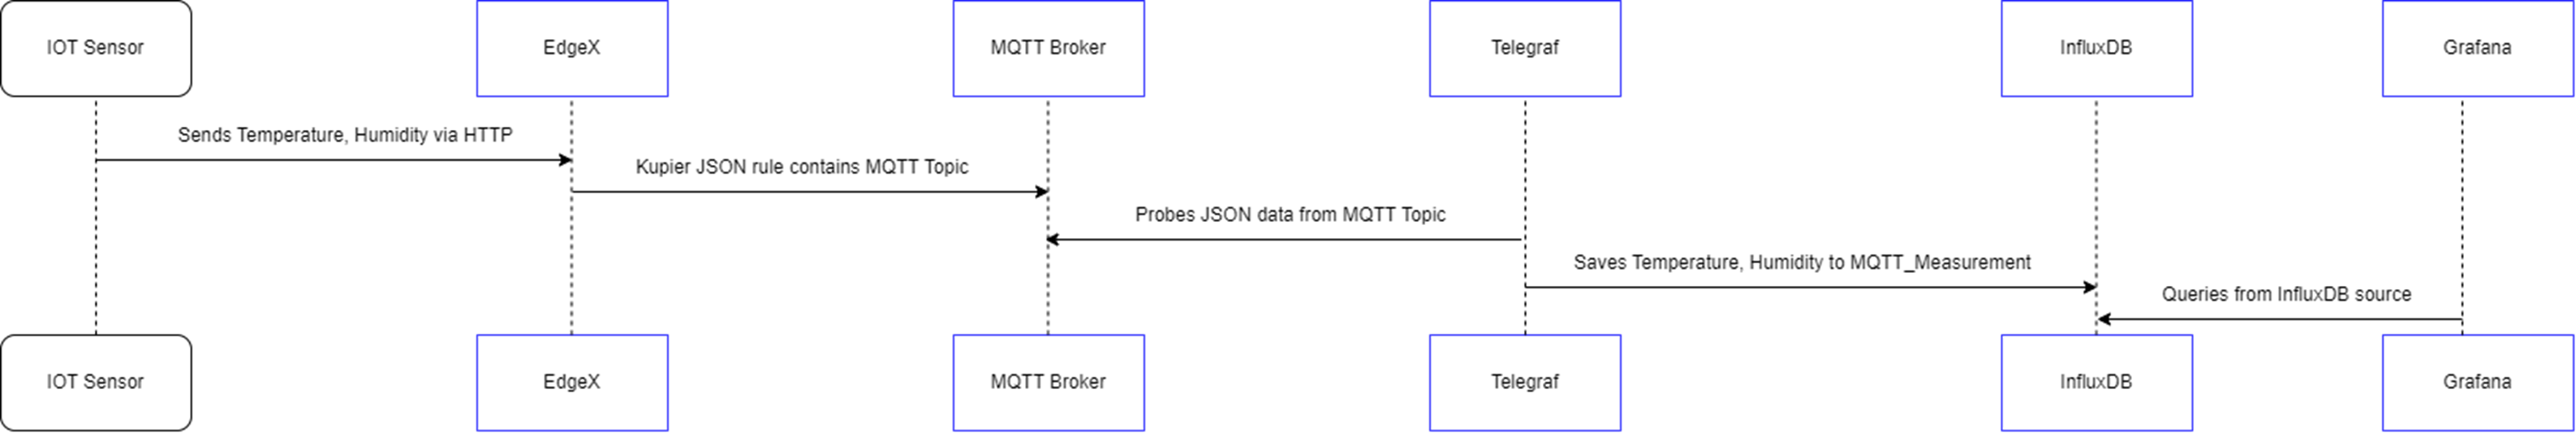 IOT Sensor
EdgeX
MQTT Broker
Telegraf
InfluxDB
Grafana
Sends Temperature, Humidity via HTTP
Kupier JSON rule contains MQTT Topic
Probes JSON data from MQTT Topic
Saves Temperature, Humidity to MQTT_Measurement
Queries from InfluxDB source
IOT Sensor
EdgeX
MQTT Broker
Telegraf
InfluxDB
Grafana